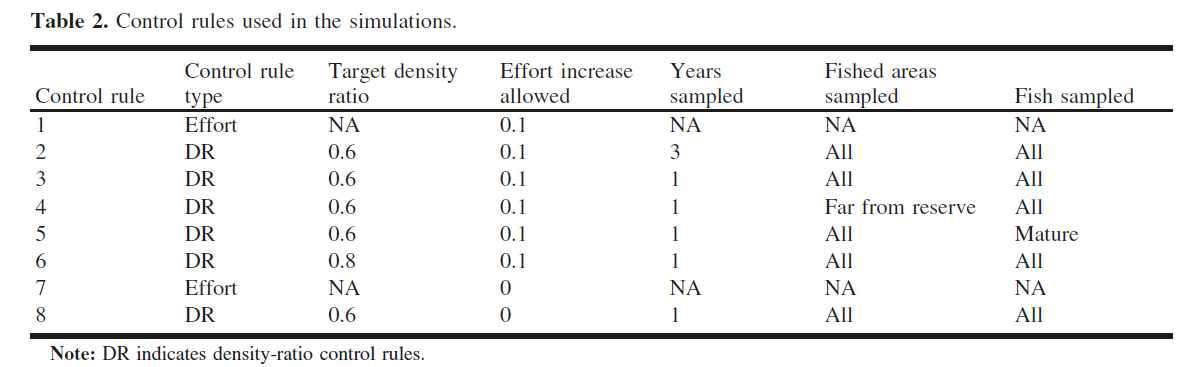 Table 2. Control rules used in the simulations.
Control rule Target density Effort increase Years Fished areas
Control rule type ratio allowed sampled sampled Fish sampled
1 Effort NA 0.1 NA NA NA
2 DR 0.6 0.1 3 All All
3 DR 0.6 0.1 1 All All
4 DR 0.6 0.1 1 Far from reserve All
5 DR 0.6 0.1 1 All Mature
6 DR 0.8 0.1 1 All All
7 Effort NA 0 NA NA NA
8 DR 0.6 0 1 All All
Note: DR indicates density-ratio control rules.